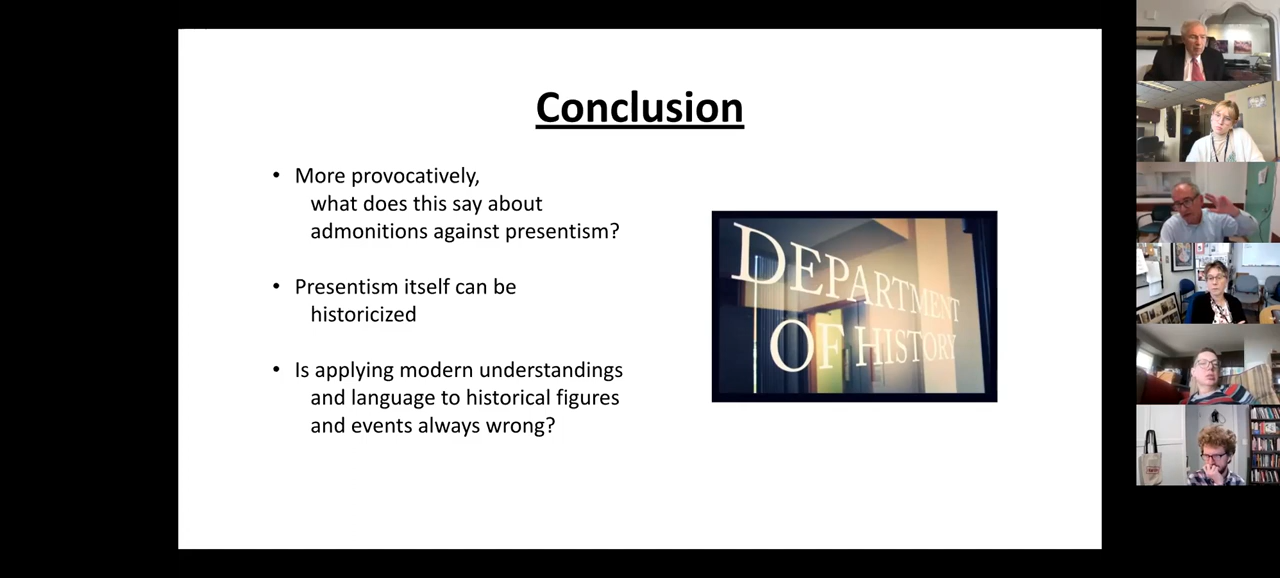 Conclusion
• More provocatively,
what does this say about
admonitions against presentism?
• Presentism itself can be
historicized
• Is applying modern understandings
and language to historical figures
and events always wrong?
DEPARTMENT
OF HISTORY